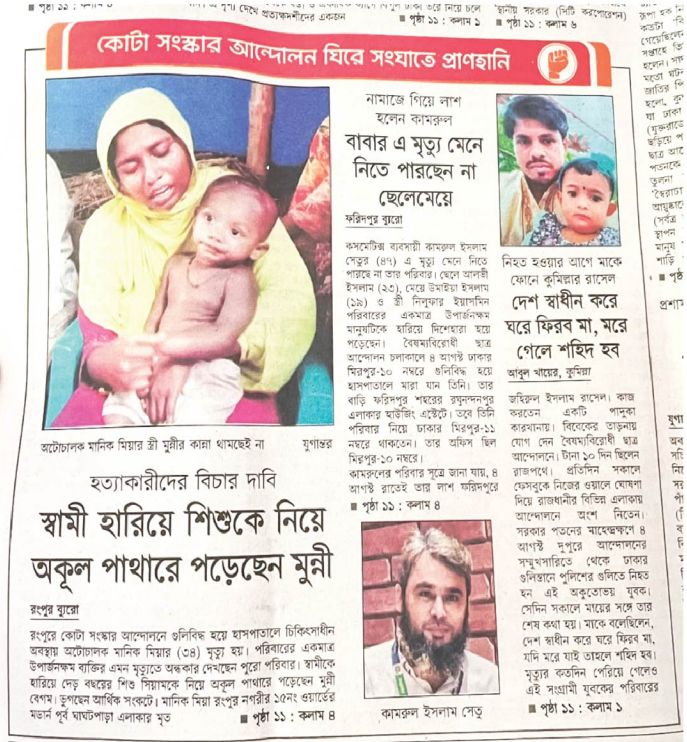 ■ পৃষ্ঠা ১১ : কলাম ১
■ পৃষ্ঠা ১১ : কলাম ৬
কোটা সংস্কার আন্দোলন ঘিরে সংঘাতে প্রাণহানি
অটোচালক মানিক মিয়ার স্ত্রী মুন্নীর কান্না থামছেই না
যুগান্তর
হত্যাকারীদের বিচার দাবি
স্বামী হারিয়ে শিশুকে নিয়ে
অকূল পাথারে পড়েছেন মুন্নী
রংপুর ব্যুরো
রংপুরে কোটা সংস্কার আন্দোলনে গুলিবিদ্ধ হয়ে হাসপাতালে চিকিৎসাধীন
অবস্থায় অটোচালক মানিক মিয়ার (৩৪) মৃত্যু হয়। পরিবারের একমাত্র
উপার্জনক্ষম ব্যক্তির এমন মৃত্যুতে অন্ধকার দেখছেন পুরো পরিবার। স্বামীকে
হারিয়ে দেড় বছরের শিশু সিয়ামকে নিয়ে অকূল পাথারে পড়েছেন মুন্নী
বেগম। ভুগছেন আর্থিক সংকটে। মানিক মিয়া রংপুর নগরীর ১৫নং ওয়ার্ডের
মডার্ন পূর্ব ঘাঘটপাড়া এলাকার মৃত
■ পৃষ্ঠা ১১ : কলাম ৪
নামাজে গিয়ে লাশ
হলেন কামরুল
বাবার এ মৃত্যু মেনে
নিতে পারছেন না
ছেলেমেয়ে
ফরিদপুর ব্যুরো
কসমেটিক্স ব্যবসায়ী কামরুল ইসলাম
সেতুর (৪৭) এ মৃত্যু মেনে নিতে
পারছে না তার পরিবার। ছেলে আলভী
ইসলাম (২৩), মেয়ে উমাইয়া ইসলাম
(১৯) ও স্ত্রী নিলুফার ইয়াসমিন
পরিবারের একমাত্র উপার্জনক্ষম
মানুষটিকে হারিয়ে দিশেহারা হয়ে
পড়েছেন। বৈষম্যবিরোধী ছাত্র
আন্দোলন চলাকালে ৪ আগস্ট ঢাকার
মিরপুর-১০ নম্বরে গুলিবিদ্ধ হয়ে
হাসপাতালে মারা যান তিনি। তার
বাড়ি ফরিদপুর শহরের রঘুনন্দনপুর
এলাকার হাউজিং এস্টেটে। তবে তিনি
পরিবার নিয়ে ঢাকার মিরপুর-১১
নম্বরে থাকতেন। তার অফিস ছিল
মিরপুর-১০ নম্বরে।
কামরুলের পরিবার সূত্রে জানা যায়, ৪
আগস্ট রাতেই তার লাশ ফরিদপুরে
■ পৃষ্ঠা ১১ : কলাম ৪
কামরুল ইসলাম সেতু
নিহত হওয়ার আগে মাকে
ফোনে কুমিল্লার রাসেল
দেশ স্বাধীন করে
ঘরে ফিরব মা, মরে
গেলে শহিদ হব
আবুল খায়ের, কুমিল্লা
জহিরুল ইসলাম রাসেল। কাজ
করতেন একটি পাদুকা
কারখানায়। বিবেকের তাড়নায়
যোগ দেন বৈষম্যবিরোধী ছাত্র
আন্দোলনে। টানা ১০ দিন ছিলেন
রাজপথে। প্রতিদিন সকালে
ফেসবুকে নিজের ওয়ালে ঘোষণা
দিয়ে রাজধানীর বিভিন্ন এলাকায়
আন্দোলনে অংশ নিতেন।
সরকার পতনের মাহেন্দ্রক্ষণে ৪
আগস্ট দুপুরে আন্দোলনের
সম্মুখসারিতে থেকে ঢাকার
গুলিস্তানে পুলিশের গুলিতে নিহত
হন এই অকুতোভয় যুবক।
সেদিন সকালে মায়ের সঙ্গে তার
শেষ কথা হয়। মাকে বলেছিলেন,
দেশ স্বাধীন করে ঘরে ফিরব মা,
যদি মরে যাই তাহলে শহিদ হব।
মৃত্যুর কতদিন পেরিয়ে গেলেও
এই সংগ্রামী যুবকের পরিবারের
■ পৃষ্ঠা ১১ : কলাম ১